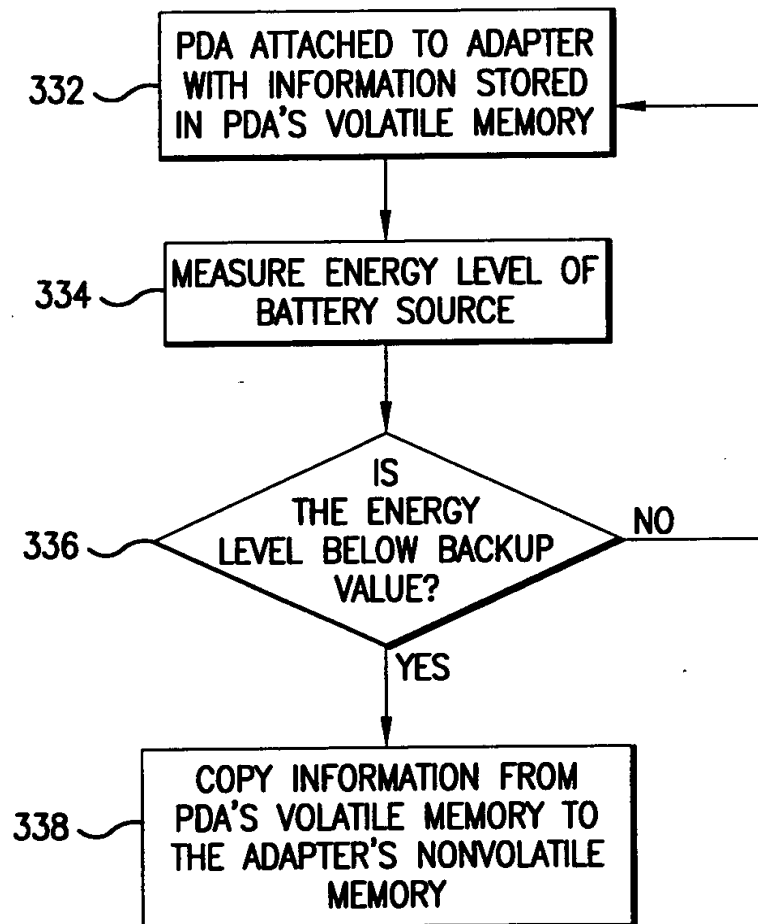 332
PDA ATTACHED TO ADAPTER
WITH INFORMATION STORED
IN PDA'S VOLATILE MEMORY
334
MEASURE ENERGY LEVEL OF
BATTERY SOURCE
336
IS
THE ENERGY
LEVEL BELOW BACKUP
VALUE?
NO
YES
338
COPY INFORMATION FROM
PDA'S VOLATILE MEMORY TO
THE ADAPTER'S NONVOLATILE
MEMORY